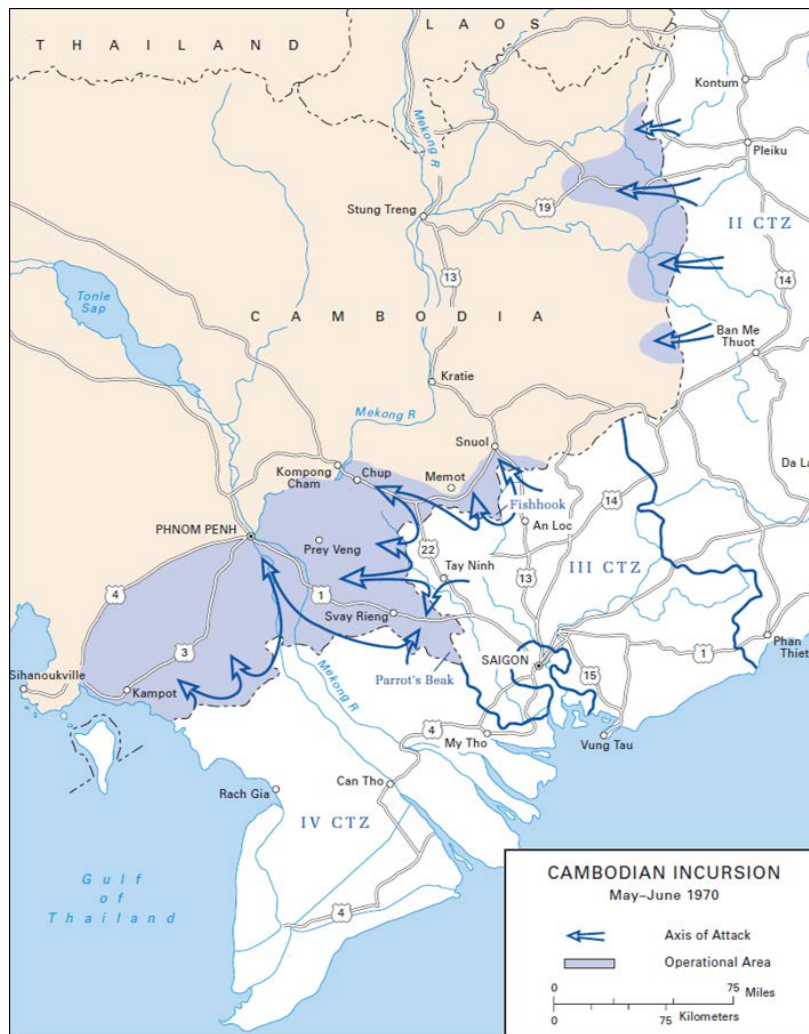 LAOS
THAILAND
Kontum
Mekong
R
Pleiku
Stung Treng
19
II CTZ
13
14
Tonle
Sap
CAMBODIA
Ban Me
Thuot
Kratie
Mekong R
Snuol
Kompong
Cham
Chup
Memot
Da La
Fishhook
14
An Loc
PHNOM PENH
Prey Veng
22
Tay Ninh
III CTZ
13
4
1
Svay Rieng
3
SAIGON
1
Phan
Thiet
Sihanoukville
Kampot
Mekong R
Parrot's Beak
15
4
My Tho
Vung Tau
Rach Gia
Can Tho
IV CTZ
Gulf
of
Thailand
4
CAMBODIAN INCURSION
May–June 1970
Axis of Attack
Operational Area
0 75 Miles
0 75
Kilometers